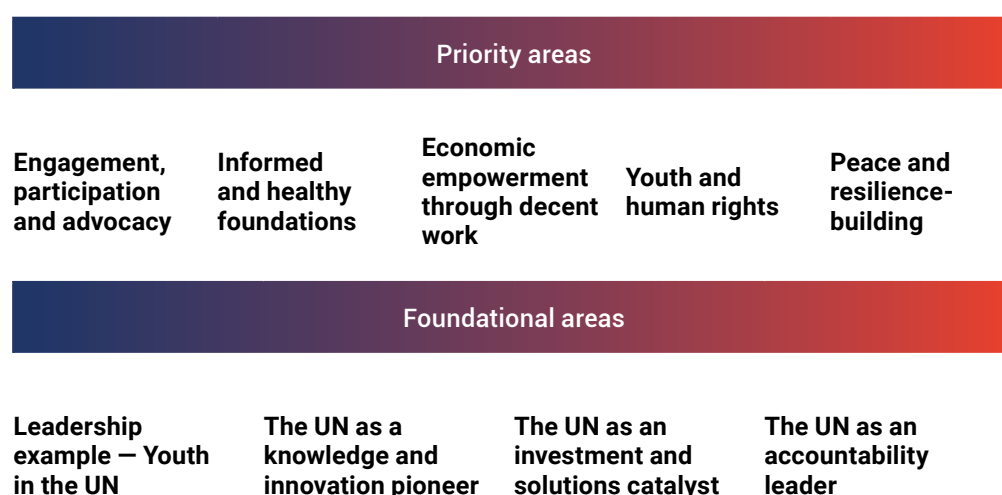 Priority areas
Engagement,
participation
and advocacy
Informed
and healthy
foundations
Economic
empowerment
through decent
work
Youth and
human rights
Peace and
resilience-
building
Foundational areas
Leadership
example — Youth
in the UN
The UN as a
knowledge and
innovation pioneer
The UN as an
investment and
solutions catalyst
The UN as an
accountability
leader